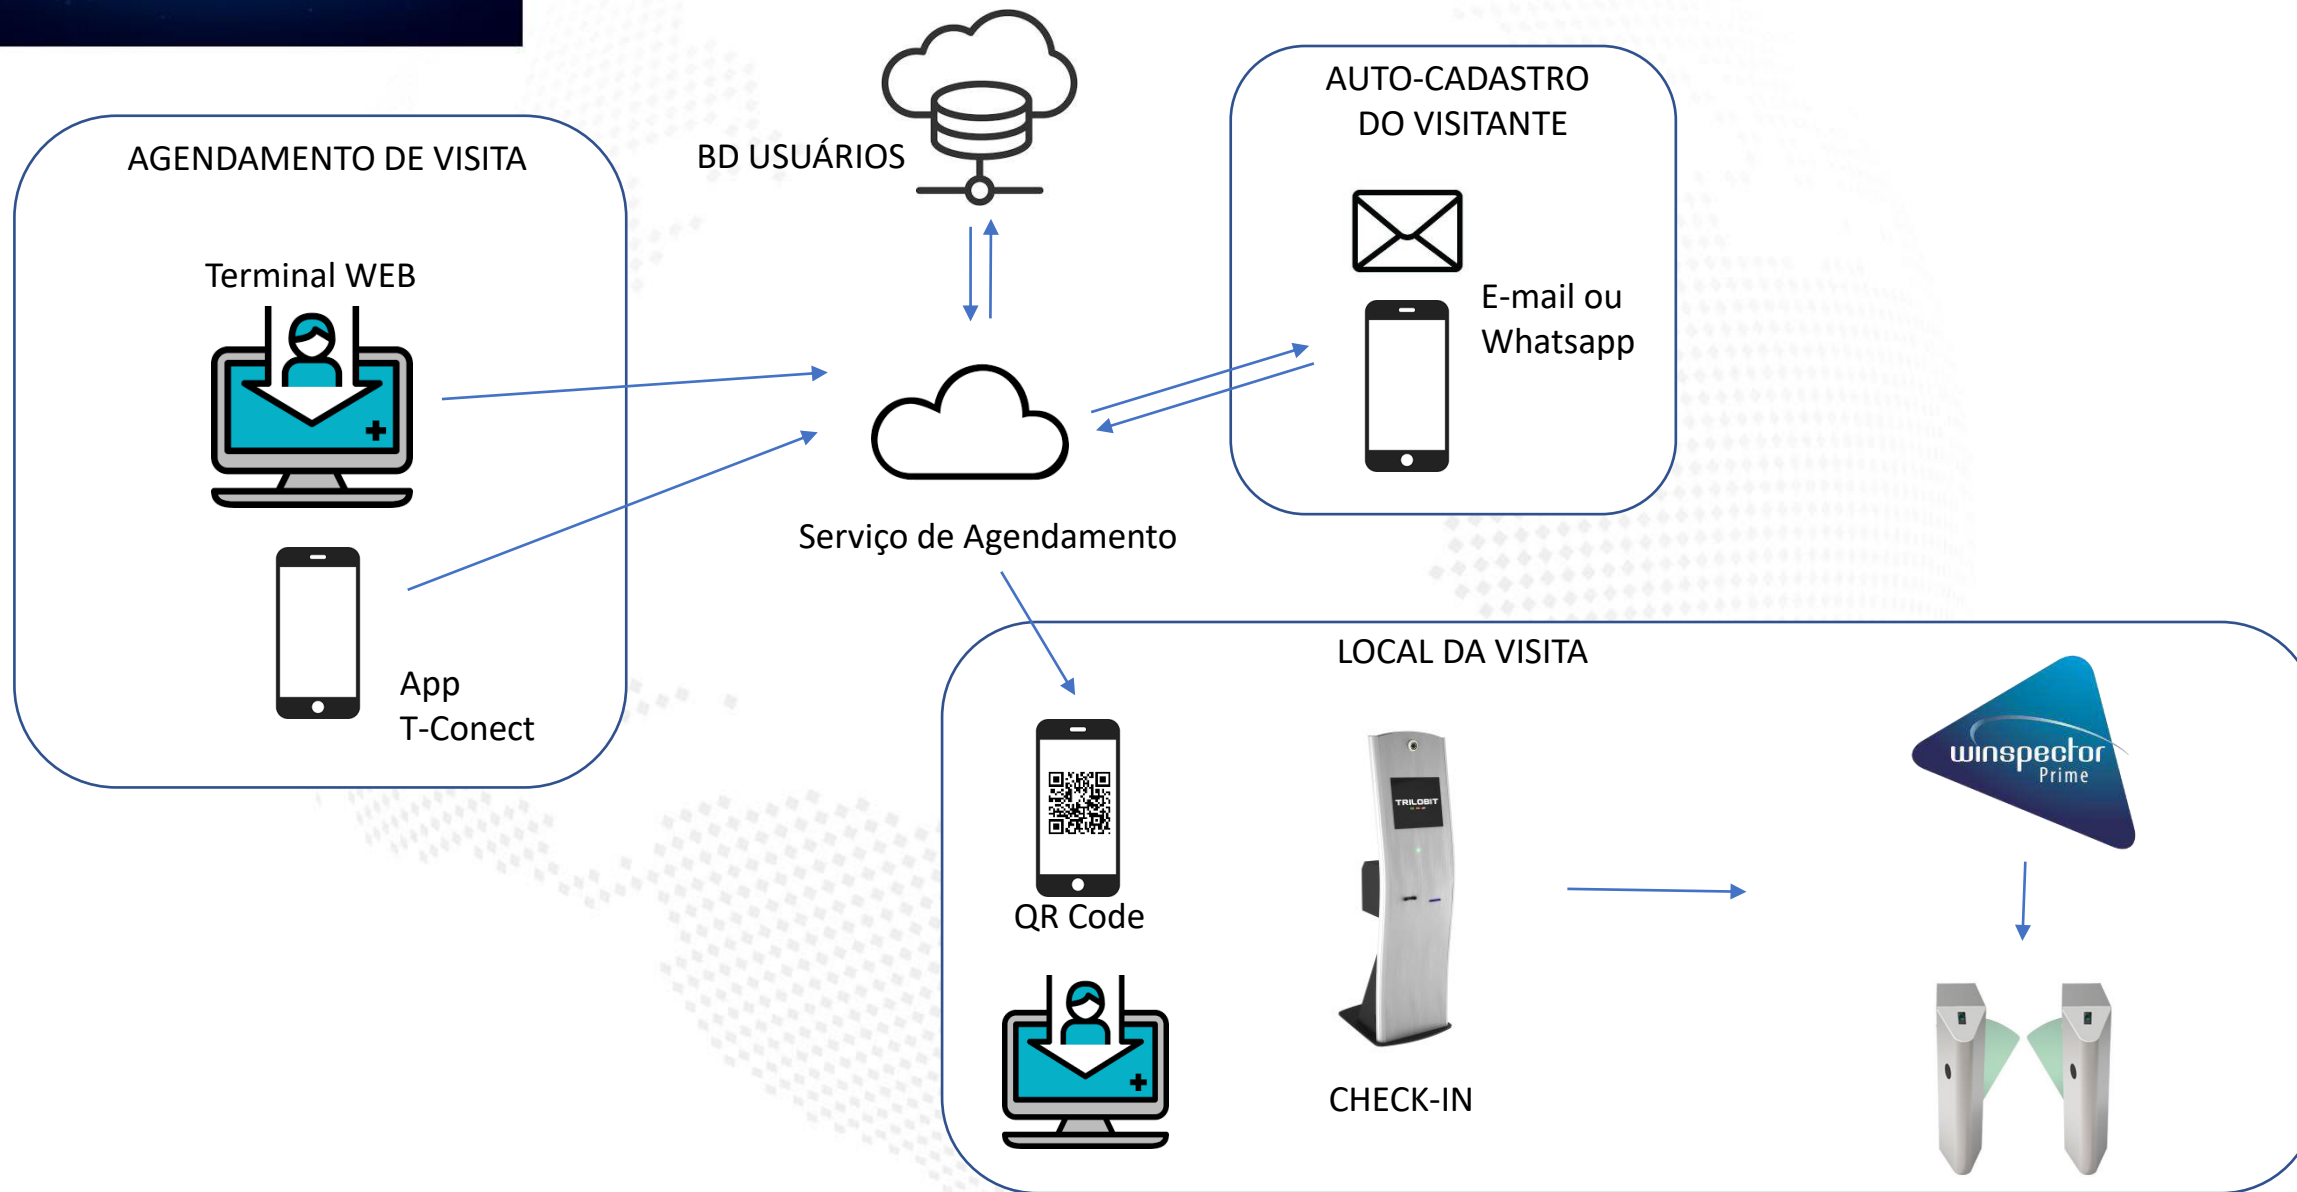 AGENDAMENTO DE VISITA
Terminal WEB
App
T-Conect
BD USUÁRIOS
Serviço de Agendamento
AUTO-CADASTRO
DO VISITANTE
E-mail ou
Whatsapp
LOCAL DA VISITA
QR Code
TRILOBIT
CHECK-IN
winspector
Prime